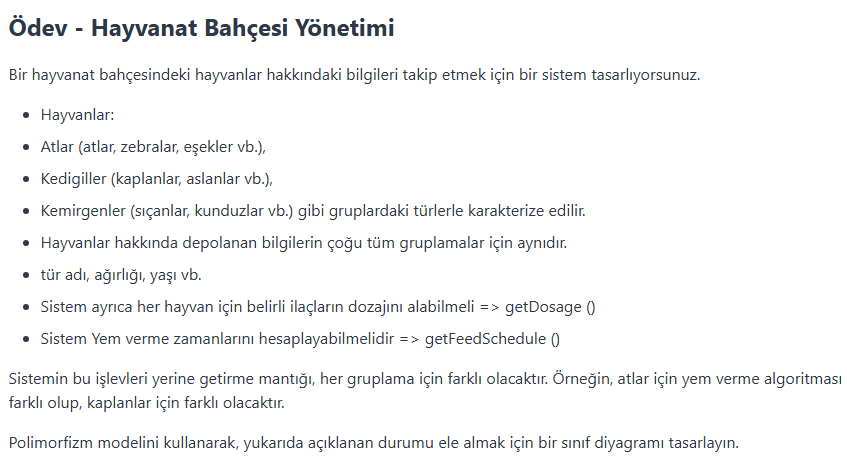 Ödev - Hayvanat Bahçesi Yönetimi
Bir hayvanat bahçesindeki hayvanlar hakkındaki bilgileri takip etmek için bir sistem tasarlıyorsunuz.
• Hayvanlar:
• Atlar (atlar, zebralar, eşekler vb.),
• Kedigiller (kaplanlar, aslanlar vb.),
• Kemirgenler (sıçanlar, kunduzlar vb.) gibi gruplardaki türlerle karakterize edilir.
• Hayvanlar hakkında depolanan bilgilerin çoğu tüm gruplamalar için aynıdır.
• tür adı, ağırlığı, yaşı vb.
• Sistem ayrıca her hayvan için belirli ilaçların dozajını alabilmeli => getDosage ()
• Sistem Yem verme zamanlarını hesaplayabilmelidir => getFeedSchedule ()
Sistemin bu işlevleri yerine getirme mantığı, her gruplama için farklı olacaktır. Örneğin, atlar için yem verme algoritması
farklı olup, kaplanlar için farklı olacaktır.
Polimorfizm modelini kullanarak, yukarıda açıklanan durumu ele almak için bir sınıf diyagramı tasarlayın.